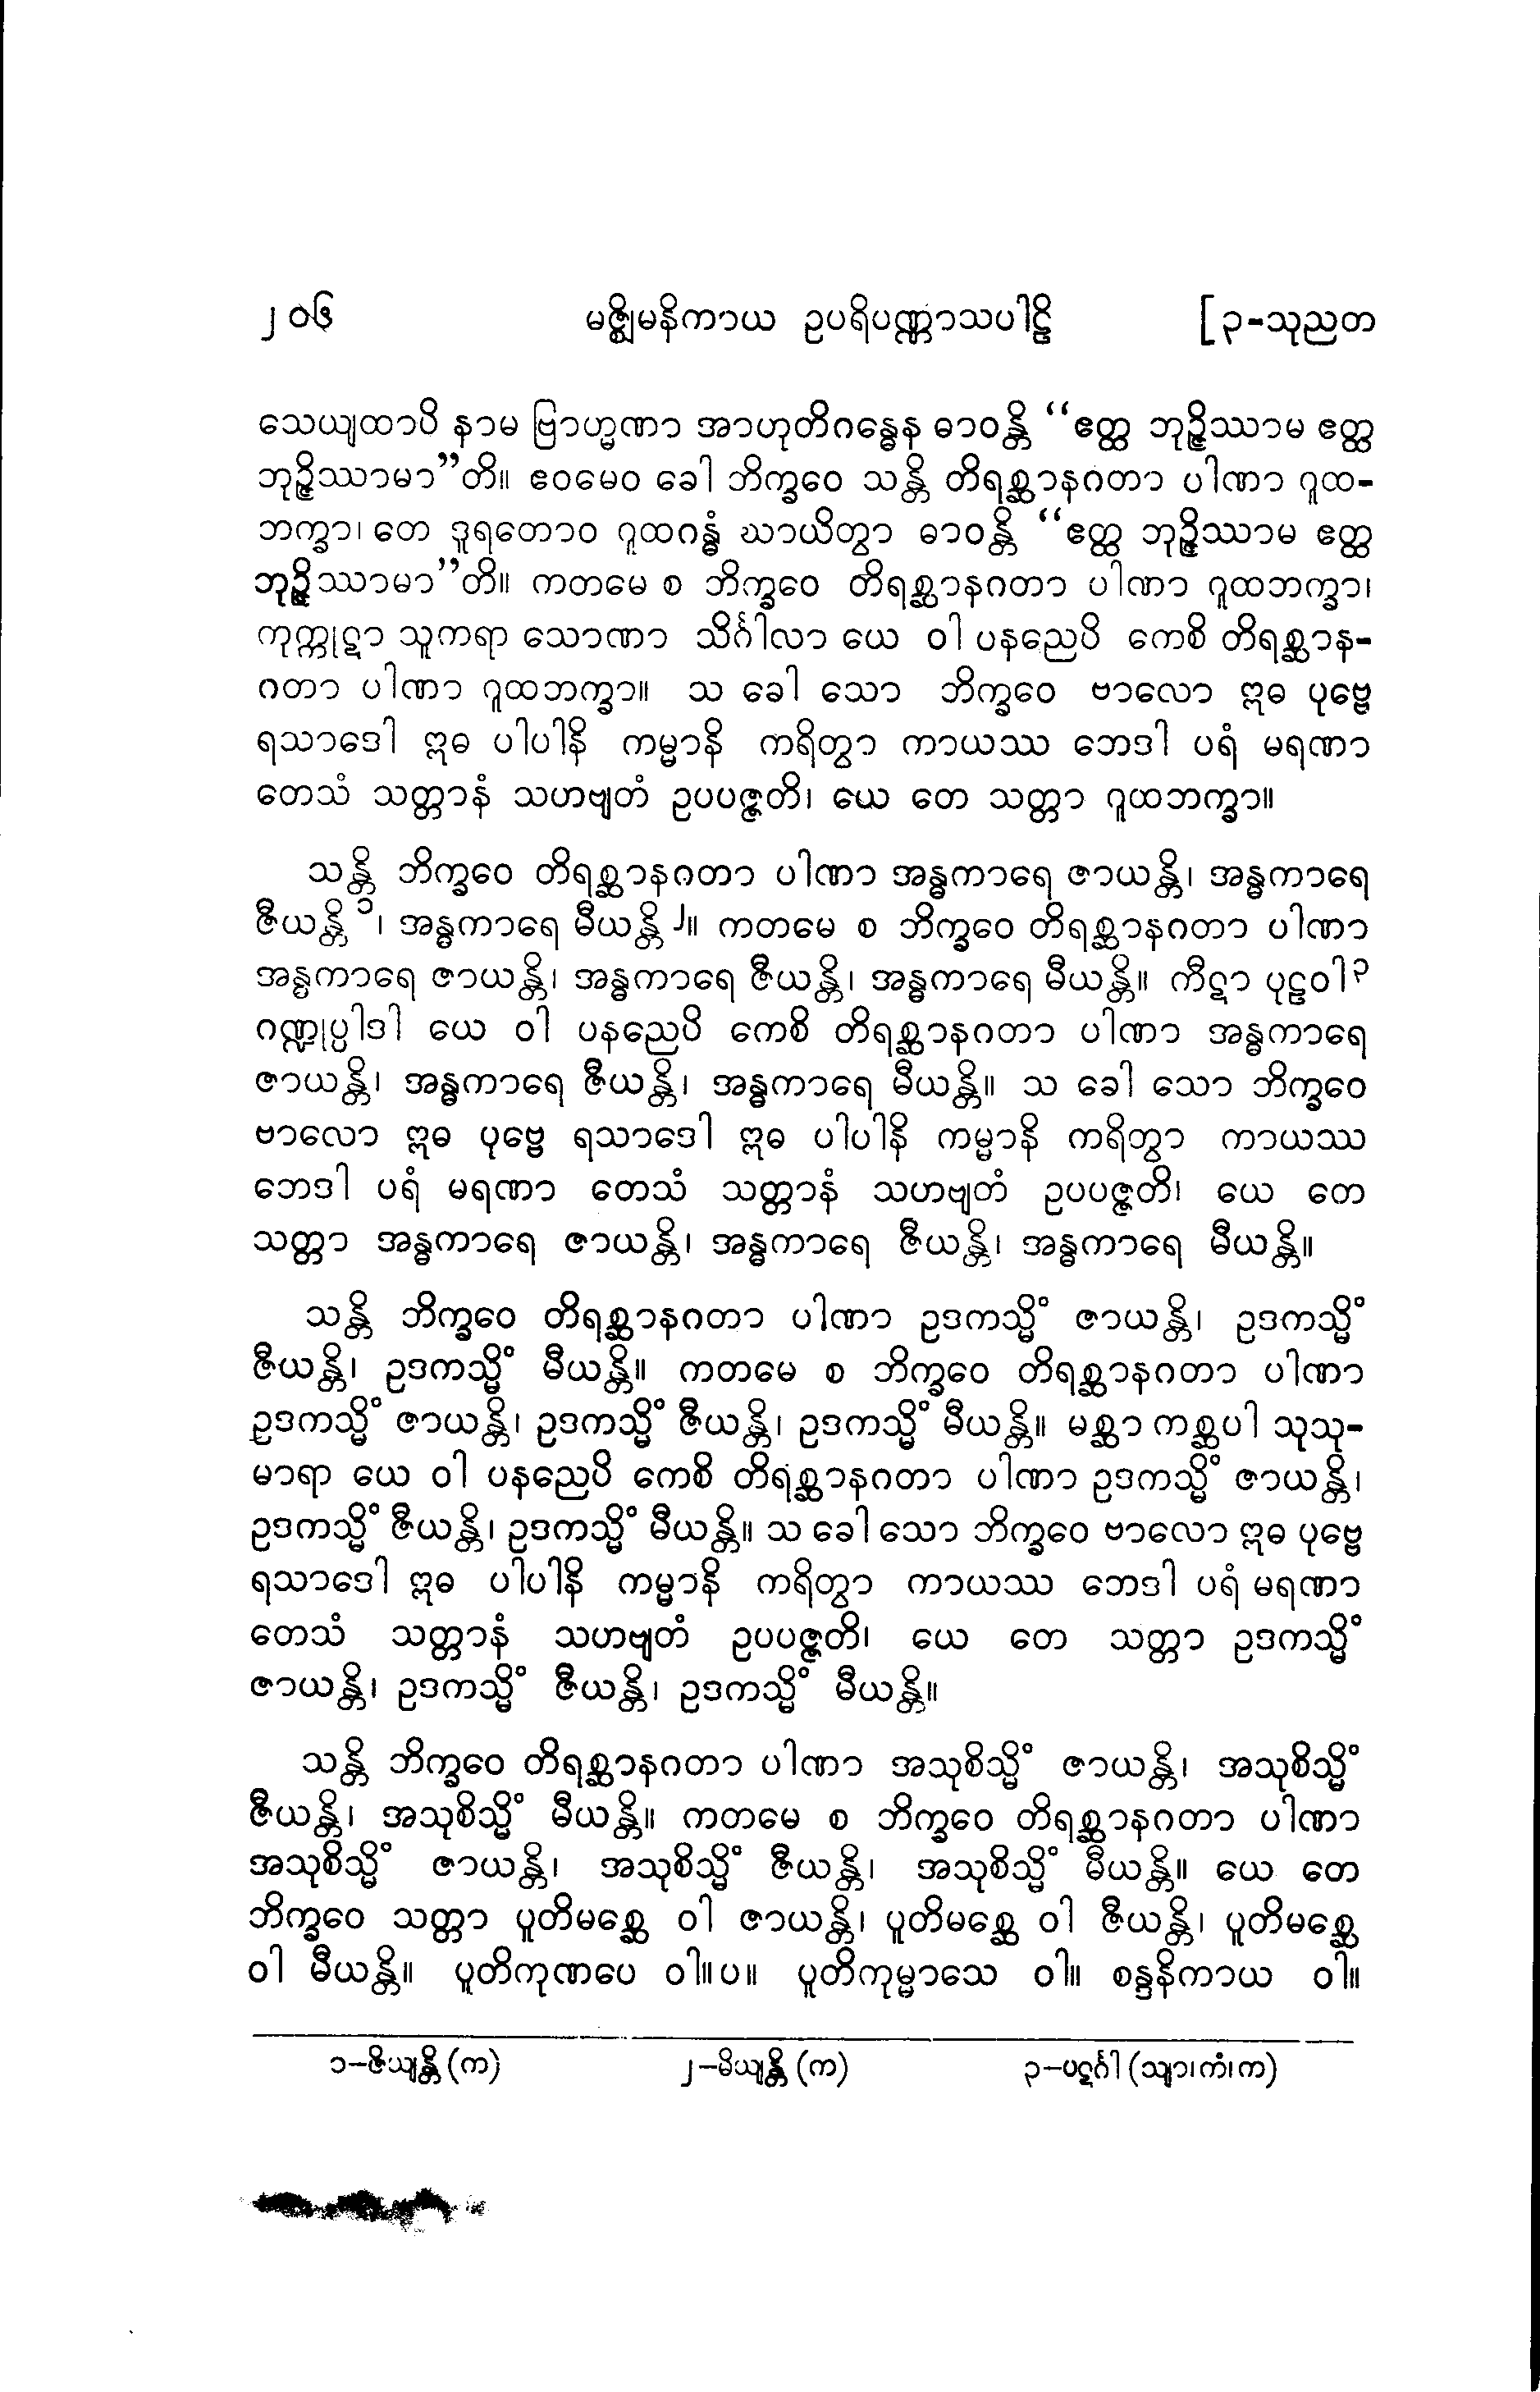 ၂၀၆ မဇ္ဈိမနိကာယ ဥပရိပဏ္ဏာသပါဠိ [၃-သုညတ
သေယျထာပိ နာမ ဗြာဟ္မဏာ အာဟုတိဂန္ဓေန ဓာဝန္တိ “ဧတ္ထ ဘုဉ္ဇိဿာမ ဧတ္ထ
ဘုဉ္ဇိဿာမာ”တိ။ ဧဝမေဝ ခေါ ဘိက္ခဝေ သန္တိ တိရစ္ဆာနဂတာ ပါဏာ ဂူထ-
ဘက္ခာ၊ တေ ဒူရတောဝ ဂူထဂန္ဓံ ဃာယိတွာ ဓာဝန္တိ “ဧတ္ထ ဘုဉ္ဇိဿာမ ဧတ္ထ
ဘုဉ္ဇိဿာမာ”တိ။ ကတမေ စ ဘိက္ခဝေ တိရစ္ဆာနဂတာ ပါဏာ ဂူထဘက္ခာ၊
ကုက္ကုဋာ သူကရာ သောဏာ သိင်္ဂါလာ ယေ ဝါ ပနညေပိ ကေစိ တိရစ္ဆာန-
ဂတာ ပါဏာ ဂူထဘက္ခာ။ သ ခေါ သော ဘိက္ခဝေ ဗာလော ဣဓ ပုဗ္ဗေ
ရသာဒေါ ဣဓ ပါပါနိ ကမ္မာနိ ကရိတွာ ကာယဿ ဘေဒါ ပရံ မရဏာ
တေသံ သတ္တာနံ သဟဗျတံ ဥပပဇ္ဇတိ၊ ယေ တေ သတ္တာ ဂူထဘက္ခာ။
သန္တိ ဘိက္ခဝေ တိရစ္ဆာနဂတာ ပါဏာ အန္ဓကာရေ ဇာယန္တိ၊ အန္ဓကာရေ
ဇီယန္တိ ၁၊ အန္ဓကာရေ မီယန္တိ ၂။ ကတမေ စ ဘိက္ခဝေ တိရစ္ဆာနဂတာ ပါဏာ
အန္ဓကာရေ ဇာယန္တိ၊ အန္ဓကာရေ ဇီယန္တိ၊ အန္ဓကာရေ မီယန္တိ။ ကီဋာ ပုဠဝါ ၃
ဂဏ္ဍုပ္ပါဒါ ယေ ဝါ ပနညေပိ ကေစိ တိရစ္ဆာနဂတာ ပါဏာ အန္ဓကာရေ
ဇာယန္တိ၊ အန္ဓကာရေ ဇီယန္တိ၊ အန္ဓကာရေ မီယန္တိ။ သ ခေါ သော ဘိက္ခဝေ
ဗာလော ဣဓ ပုဗ္ဗေ ရသာဒေါ ဣဓ ပါပါနိ ကမ္မာနိ ကရိတွာ ကာယဿ
ဘေဒါ ပရံ မရဏာ တေသံ သတ္တာနံ သဟဗျတံ ဥပပဇ္ဇတိ၊ ယေ တေ
သတ္တာ အန္ဓကာရေ ဇာယန္တိ၊ အန္ဓကာရေ ဇီယန္တိ၊ အန္ဓကာရေ မီယန္တိ။
သန္တိ ဘိက္ခဝေ တိရစ္ဆာနဂတာ ပါဏာ ဥဒကသ္မိံ ဇာယန္တိ၊ ဥဒကသ္မိံ
ဇီယန္တိ၊ ဥဒကသ္မိံ မီယန္တိ။ ကတမေ စ ဘိက္ခဝေ တိရစ္ဆာနဂတာ ပါဏာ
ဥဒကသ္မိံ ဇာယန္တိ၊ ဥဒကသ္မိံ ဇီယန္တိ၊ ဥဒကသ္မိံ မီယန္တိ။ မစ္ဆာ ကစ္ဆပါ သုသု-
မာရာ ယေ ဝါ ပနညေပိ ကေစိ တိရစ္ဆာနဂတာ ပါဏာ ဥဒကသ္မိံ ဇာယန္တိ၊
ဥဒကသ္မိံ ဇီယန္တိ၊ ဥဒကသ္မိံ မီယန္တိ။ သ ခေါ သော ဘိက္ခဝေ ဗာလော ဣဓ ပုဗ္ဗေ
ရသာဒေါ ဣဓ ပါပါနိ ကမ္မာနိ ကရိတွာ ကာယဿ ဘေဒါ ပရံ မရဏာ
တေသံ သတ္တာနံ သဟဗျတံ ဥပပဇ္ဇတိ၊ ယေ တေ သတ္တာ ဥဒကသ္မိံ
ဇာယန္တိ၊ ဥဒကသ္မိံ ဇီယန္တိ၊ ဥဒကသ္မိံ မီယန္တိ။
သန္တိ ဘိက္ခဝေ တိရစ္ဆာနဂတာ ပါဏာ အသုစိသ္မိံ ဇာယန္တိ၊ အသုစိသ္မိံ
ဇီယန္တိ၊ အသုစိသ္မိံ မီယန္တိ။ ကတမေ စ ဘိက္ခဝေ တိရစ္ဆာနဂတာ ပါဏာ
အသုစိသ္မိံ ဇာယန္တိ၊ အသုစိသ္မိံ ဇီယန္တိ၊ အသုစိသ္မိံ မီယန္တိ။ ယေ တေ
ဘိက္ခဝေ သတ္တာ ပူတိမစ္ဆေ ဝါ ဇာယန္တိ၊ ပူတိမစ္ဆေ ဝါ ဇီယန္တိ၊ ပူတိမစ္ဆေ
ဝါ မီယန္တိ။ ပူတိကုဏပေ ဝါ။ပ။ ပူတိကုမ္မာသေ ဝါ။ စန္ဒနိကာယ ဝါ။
၁-ဇိယျန္တိ (က) ၂-မိယျန္တိ (က) ၃-ပဋင်္ဂါ (သျာ၊ကံ၊က)